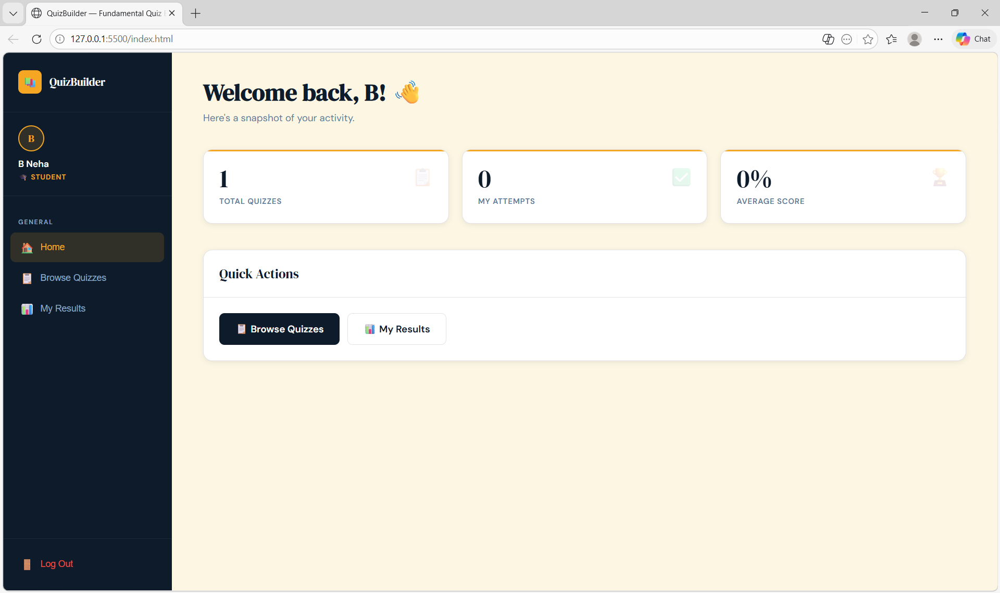 QuizBuilder — Fundamental Quiz
127.0.0.1:5500/index.html
Chat
QuizBuilder
B
B Neha
STUDENT
GENERAL
Home
Browse Quizzes
My Results
Log Out
Welcome back, B!
Here's a snapshot of your activity.
1
TOTAL QUIZZES
0
MY ATTEMPTS
0%
AVERAGE SCORE
Quick Actions
Browse Quizzes
My Results